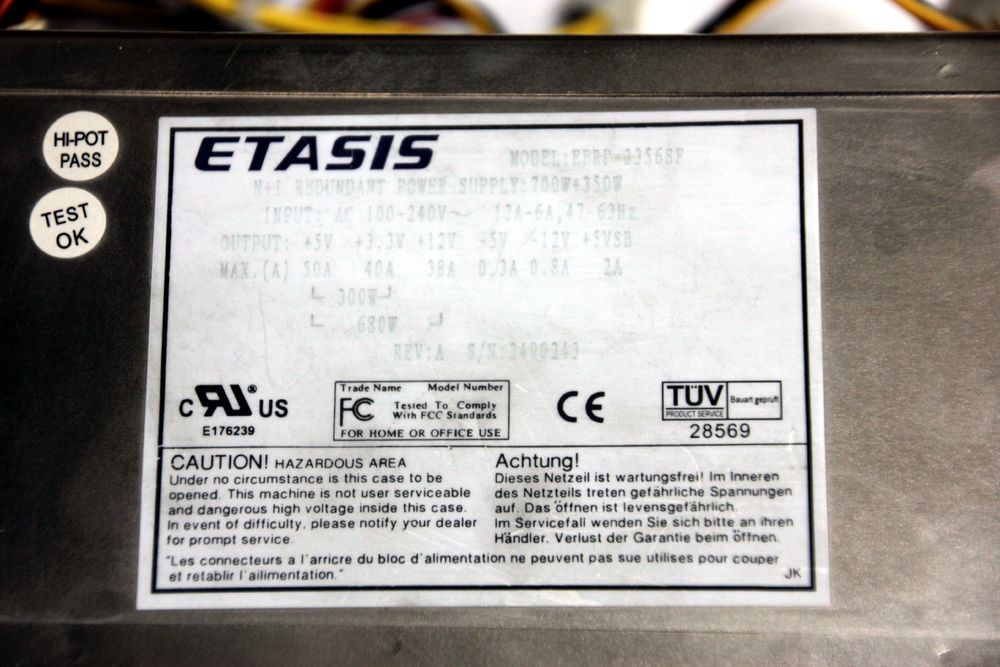 HI-POT
PASS
TEST
OK
ETASIS
MODEL:EFRP-3356SF
N+1 REDUNDANT POWER SUPPLY:700W+350W
INPUT: AC 100-240V~ 12A-6A,47-63Hz
OUTPUT: +5V +3.3V +12V -5V -12V +5VSB
MAX.(A) 50A 40A 38A 0.3A 0.8A 2A
300W
680W
REV:A S/N:3490243
c RU® US
E176239
Trade Name Model Number
FC Tested To Comply
With FCC Standards
FOR HOME OR OFFICE USE
CE
TÜV Bauart gepruft
PRODUCT SERVICE
28569
CAUTION! HAZARDOUS AREA
Under no circumstance is this case to be
opened. This machine is not user serviceable
and dangerous high voltage inside this case.
In event of difficulty, please notify your dealer
for prompt service.
Achtung!
Dieses Netzeil ist wartungsfrei! Im Inneren
des Netzteils treten gefährliche Spannungen
auf. Das öffnen ist levensgefährlich.
Im Servicefall wenden Sie sich bitte an ihren
Händler. Verlust der Garantie beim öffnen.
"Les connecteurs a l'arricre du bloc d'alimentation ne peuvent pas sue utilises pour couper
et retablir l'ailimentation."
JK